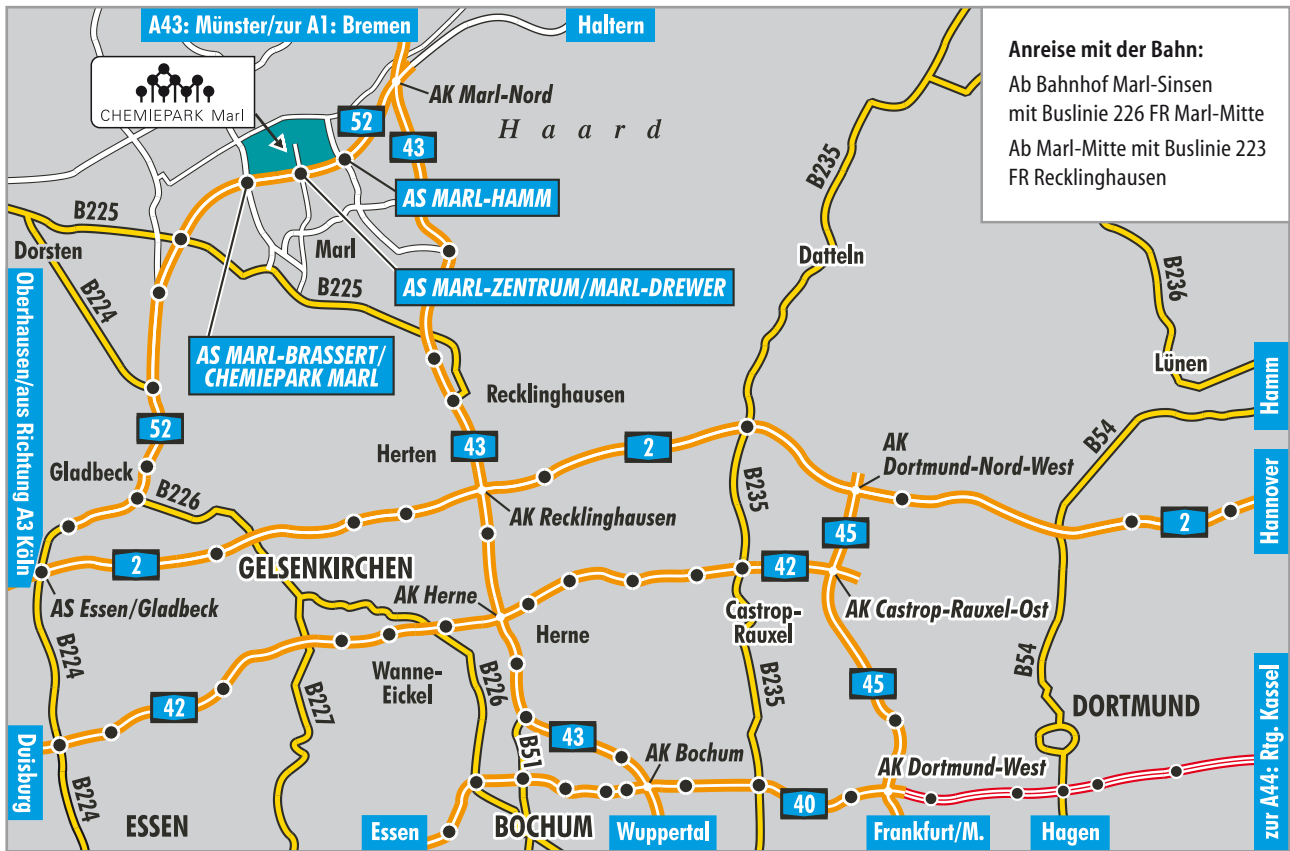 A43: Münster/zur A1: Bremen
Haltern
Anreise mit der Bahn:
Ab Bahnhof Marl-Sinsen
mit Buslinie 226 FR Marl-Mitte
Ab Marl-Mitte mit Buslinie 223
FR Recklinghausen
CHEMIEPARK Marl
AK Marl-Nord
52
Haard
43
B235
AS MARL-HAMM
B225
Dorsten
Marl
Datteln
AS MARL-ZENTRUM/MARL-DREWER
B225
B224
B236
Oberhausen/aus Richtung A3 Köln
AS MARL-BRASSERT/
CHEMIEPARK MARL
Lünen
Hamm
Recklinghausen
52
Herten
43
2
B54
AK
Dortmund-Nord-West
Gladbeck
B226
B235
Hannover
AK Recklinghausen
45
2
2
GELSENKIRCHEN
42
AS Essen/Gladbeck
AK Herne
Herne
Castrop-
Rauxel
AK Castrop-Rauxel-Ost
B224
Wanne-
Eickel
B226
B235
B54
45
42
B227
DORTMUND
zur A44: Rtg. Kassel
Duisburg
43
B51
AK Bochum
AK Dortmund-West
B224
40
ESSEN
Essen
BOCHUM
Wuppertal
Frankfurt/M.
Hagen